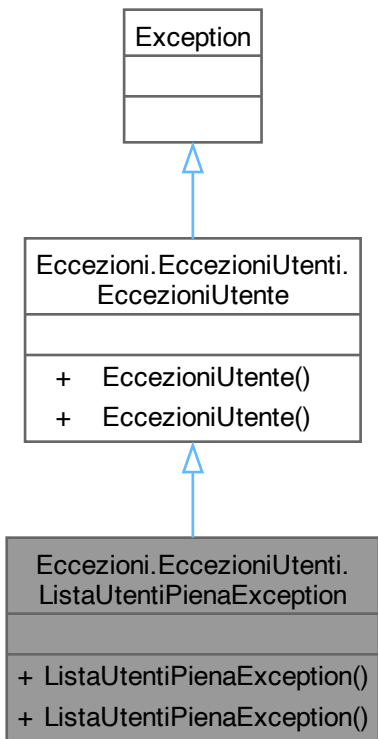 Exception
Eccezioni.EccezioniUtenti.
EccezioniUtente
+ EccezioniUtente()
+ EccezioniUtente()
Eccezioni.EccezioniUtenti.
ListaUtentiPienaException
+ ListaUtentiPienaException()
+ ListaUtentiPienaException()